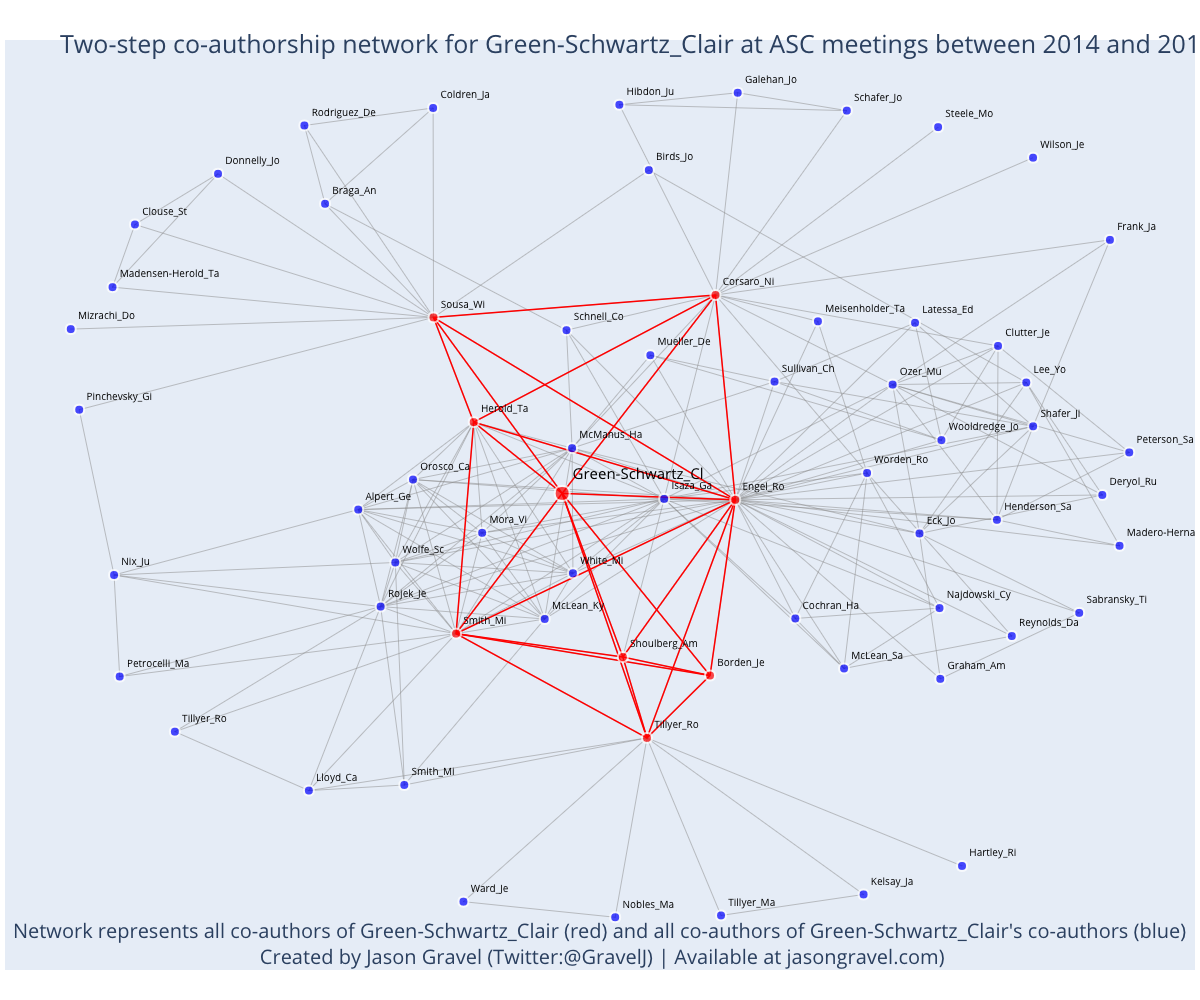 Two-step co-authorship network for Green-Schwartz_Clair at ASC meetings between 2014 and 201
Galehan_Jo
Hibdon_Ju
Coldren_Ja
Schafer_Jo
Rodriguez_De
Steele_Mo
Wilson_Je
Birds_Jo
Donnelly_Jo
Braga_An
Clouse_St
Frank_Ja
Madensen-Herold_Ta
Corsaro_Ni
Sousa_Wi
Meisenholder_Ta
Latessa_Ed
Mizrachi_Do
Schnell_Co
Clutter_Je
Mueller_De
Sullivan_Ch
Ozer_Mu
Lee_Yo
Pinchevsky_Gi
Herold_Ta
Shafer_Ji
Wooldredge_Jo
McManus_Ha
Peterson_Sa
Orosco_Ca
Green-Schwartz_Cl
Worden_Ro
Isaza_Ga
Engel_Ro
Deryol_Ru
Alpert_Ge
Henderson_Sa
Mora_Vi
Eck_Jo
Madero-Herna
Wolfe_Sc
Nix_Ju
White_Mi
Rojek_Je
McLean_Ky
Cochran_Ha
Najdowski_Cy
Sabransky_Ti
Smith_Mi
Reynolds_Da
Shoulberg_Am
McLean_Sa
Petrocelli_Ma
Borden_Je
Graham_Am
Tillyer_Ro
Tillyer_Ro
Lloyd_Ca
Smith_Mi
Hartley_Ri
Kelsay_Ja
Ward_Je
Nobles_Ma
Tillyer_Ma
Network represents all co-authors of Green-Schwartz_Clair (red) and all co-authors of Green-Schwartz_Clair's co-authors (blue)
Created by Jason Gravel (Twitter:@GravelJ) | Available at jasongravel.com)